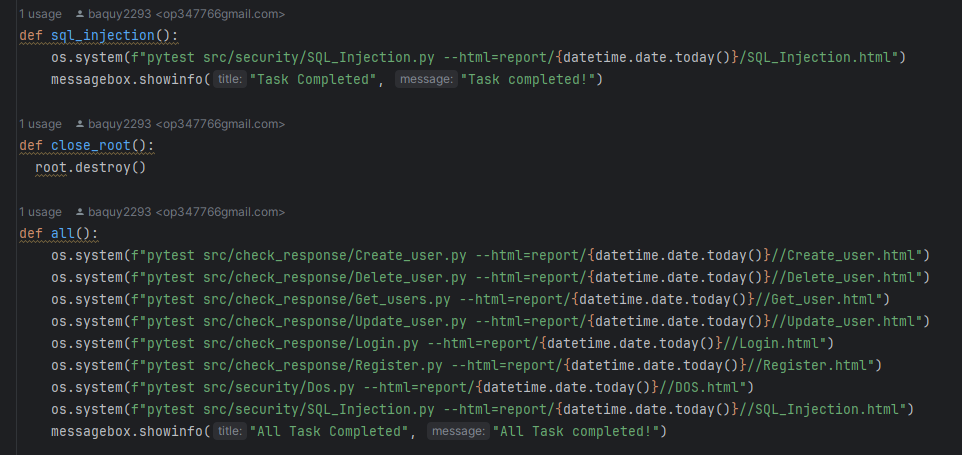 1 usage baquy2293 <op347766gmail.com>
def sql_injection():
    os.system(f"pytest src/security/SQL_Injection.py --html=report/{datetime.date.today()}/SQL_Injection.html")
    messagebox.showinfo( title: "Task Completed", message: "Task completed!")
1 usage baquy2293 <op347766gmail.com>
def close_root():
  root.destroy()
1 usage baquy2293 <op347766gmail.com>
def all():
    os.system(f"pytest src/check_response/Create_user.py --html=report/{datetime.date.today()}//Create_user.html")
    os.system(f"pytest src/check_response/Delete_user.py --html=report/{datetime.date.today()}//Delete_user.html")
    os.system(f"pytest src/check_response/Get_users.py --html=report/{datetime.date.today()}//Get_user.html")
    os.system(f"pytest src/check_response/Update_user.py --html=report/{datetime.date.today()}//Update_user.html")
    os.system(f"pytest src/check_response/Login.py --html=report/{datetime.date.today()}//Login.html")
    os.system(f"pytest src/check_response/Register.py --html=report/{datetime.date.today()}//Register.html")
    os.system(f"pytest src/security/Dos.py --html=report/{datetime.date.today()}//DOS.html")
    os.system(f"pytest src/security/SQL_Injection.py --html=report/{datetime.date.today()}//SQL_Injection.html")
    messagebox.showinfo( title: "All Task Completed", message: "All Task completed!")